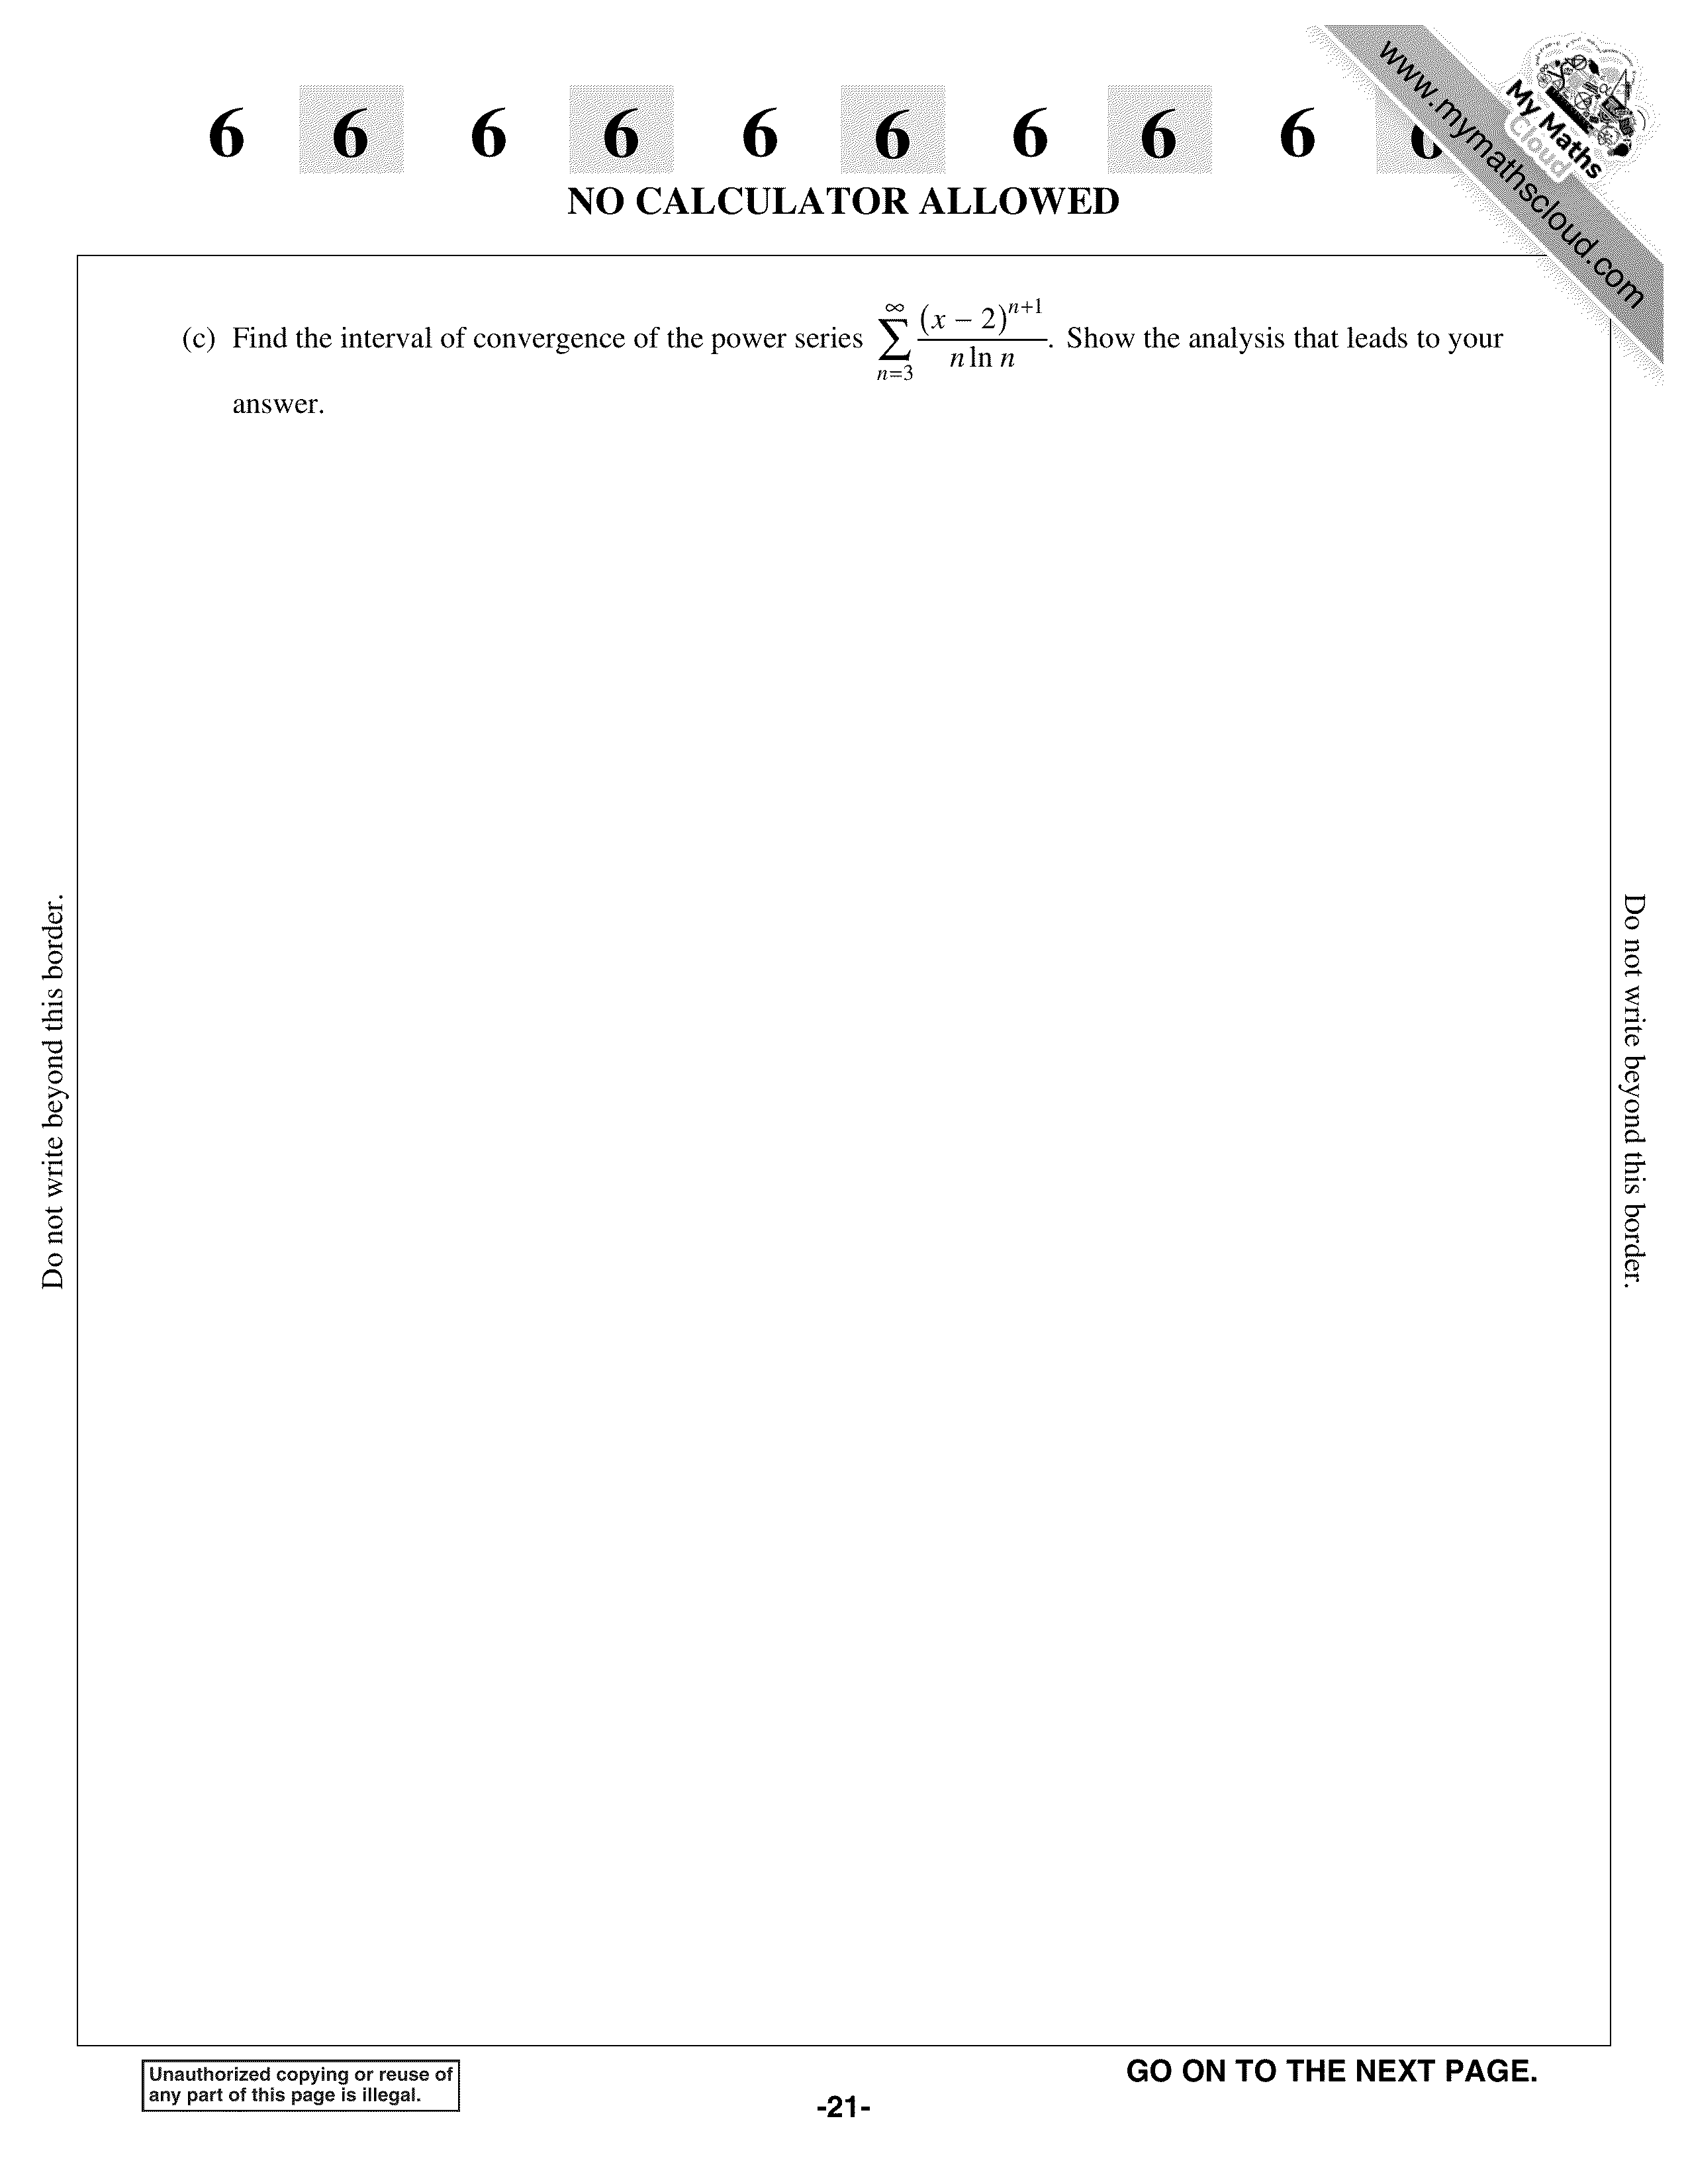 6 6 6 6 6 6 6 6 6 6
NO CALCULATOR ALLOWED
www.mymathscloud.com
My Maths
Cloud
(c) Find the interval of convergence of the power series $\sum_{n=3}^{\infty} \frac{(x-2)^{n+1}}{n \ln n}$. Show the analysis that leads to your
answer.
Do not write beyond this border.
Do not write beyond this border.
Unauthorized copying or reuse of
any part of this page is illegal.
GO ON TO THE NEXT PAGE.
-21-